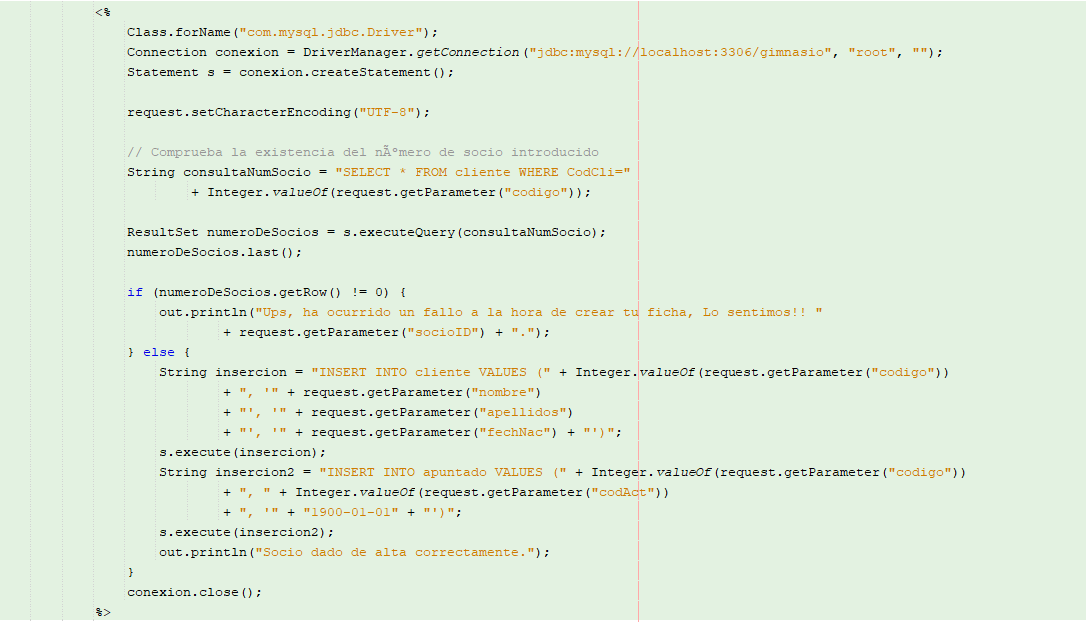 <%
Class.forName("com.mysql.jdbc.Driver");
Connection conexion = DriverManager.getConnection("jdbc:mysql://localhost:3306/gimnasio", "root", "");
Statement s = conexion.createStatement();
request.setCharacterEncoding("UTF-8");
// Comprueba la existencia del nÃºmero de socio introducido
String consultaNumSocio = "SELECT * FROM cliente WHERE CodCli="
+ Integer.valueOf(request.getParameter("codigo"));
ResultSet numeroDeSocios = s.executeQuery(consultaNumSocio);
numeroDeSocios.last();
if (numeroDeSocios.getRow() != 0) {
out.println("Ups, ha ocurrido un fallo a la hora de crear tu ficha, Lo sentimos!! "
+ request.getParameter("socioID") + ".");
} else {
String insercion = "INSERT INTO cliente VALUES (" + Integer.valueOf(request.getParameter("codigo"))
+ ", '" + request.getParameter("nombre")
+ "', '" + request.getParameter("apellidos")
+ "', '" + request.getParameter("fechNac") + "')";
s.execute(insercion);
String insercion2 = "INSERT INTO apuntado VALUES (" + Integer.valueOf(request.getParameter("codigo"))
+ ", " + Integer.valueOf(request.getParameter("codAct"))
+ ", '" + "1900-01-01" + "')";
s.execute(insercion2);
out.println("Socio dado de alta correctamente.");
}
conexion.close();
%>